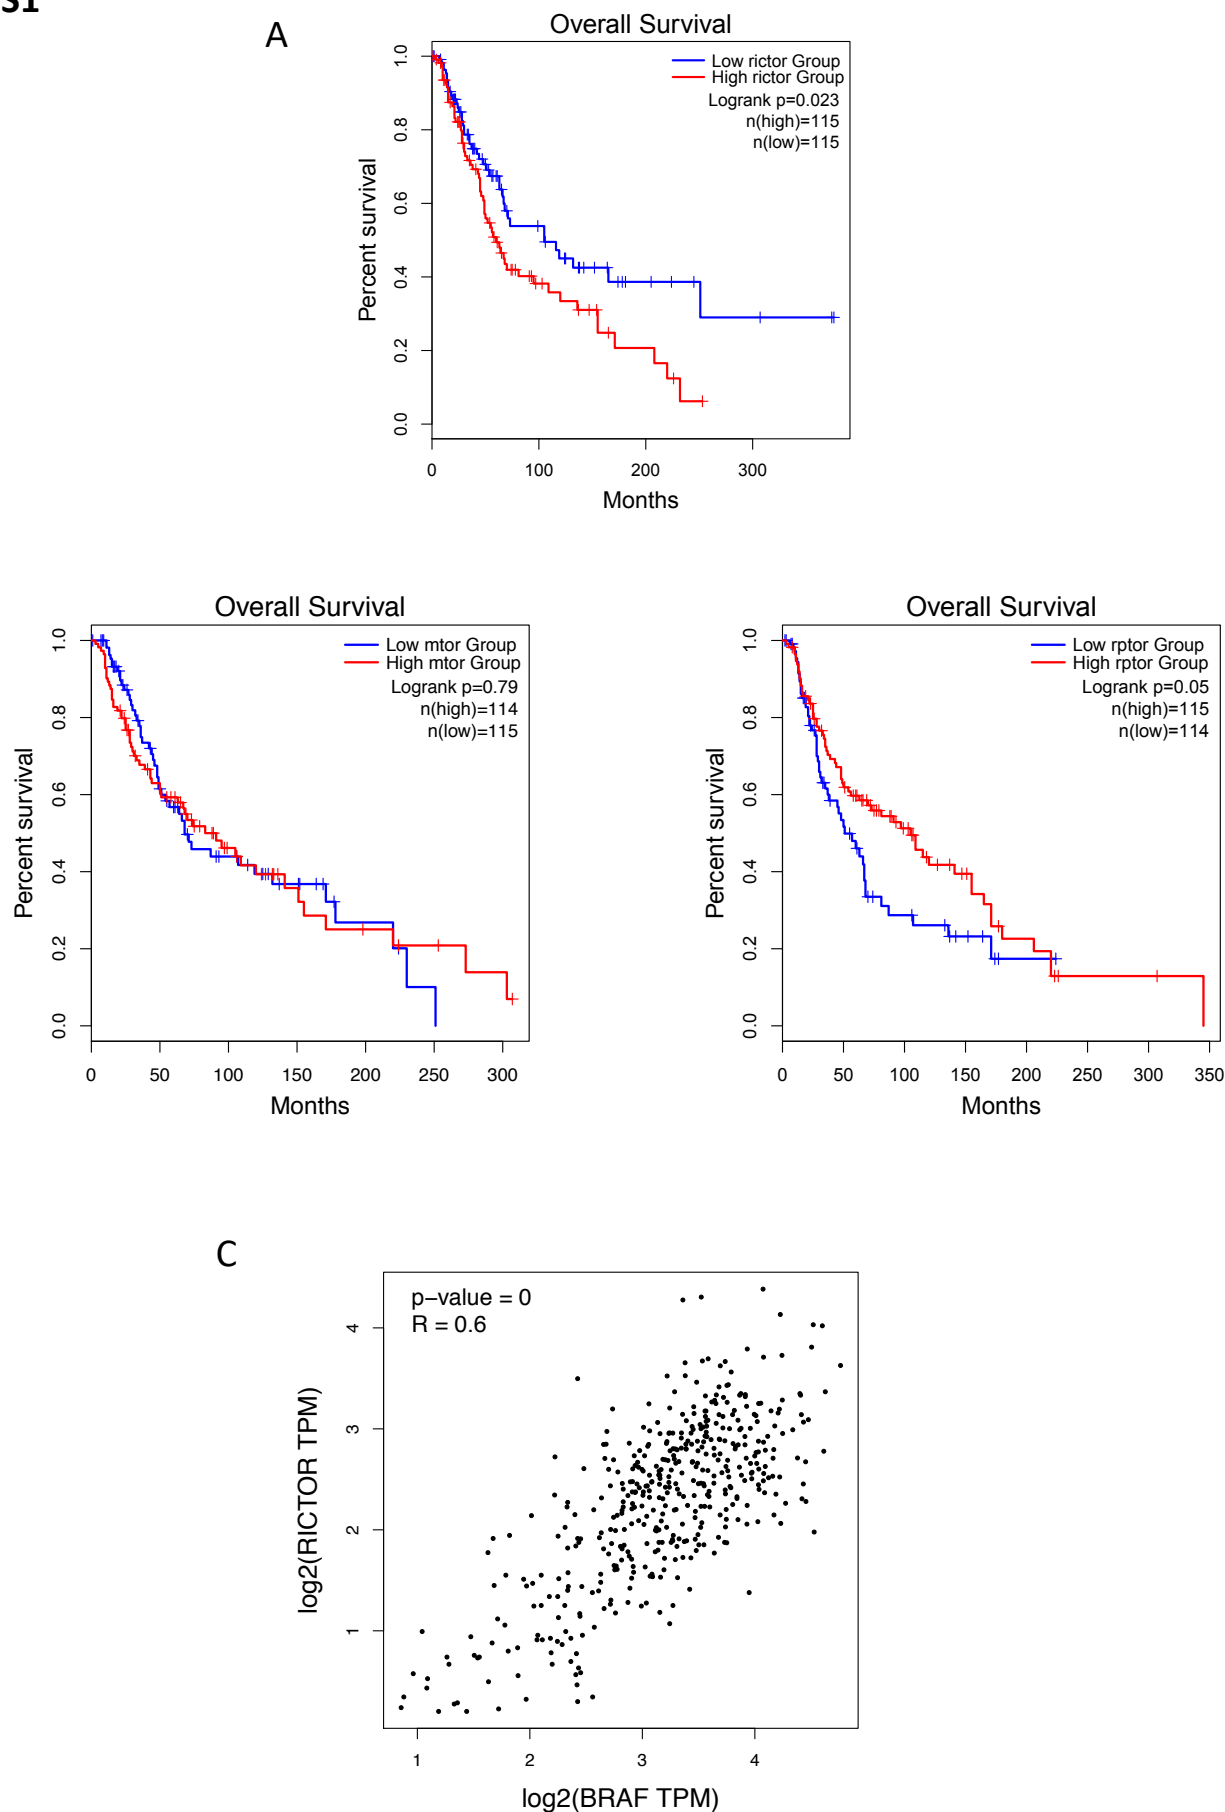 S1
A
Overall Survival
Low rictor Group
High rictor Group
Logrank p=0.023
n(high)=115
n(low)=115
Percent survival
1.0
0.8
0.6
0.4
0.2
0.0
0 100 200 300
Months
Overall Survival
Low mtor Group
High mtor Group
Logrank p=0.79
n(high)=114
n(low)=115
Percent survival
1.0
0.8
0.6
0.4
0.2
0.0
0 50 100 150 200 250 300
Months
Overall Survival
Low rptor Group
High rptor Group
Logrank p=0.05
n(high)=115
n(low)=114
Percent survival
1.0
0.8
0.6
0.4
0.2
0.0
0 50 100 150 200 250 300 350
Months
C
p−value = 0
R = 0.6
log2(RICTOR TPM)
4
3
2
1
1 2 3 4
log2(BRAF TPM)